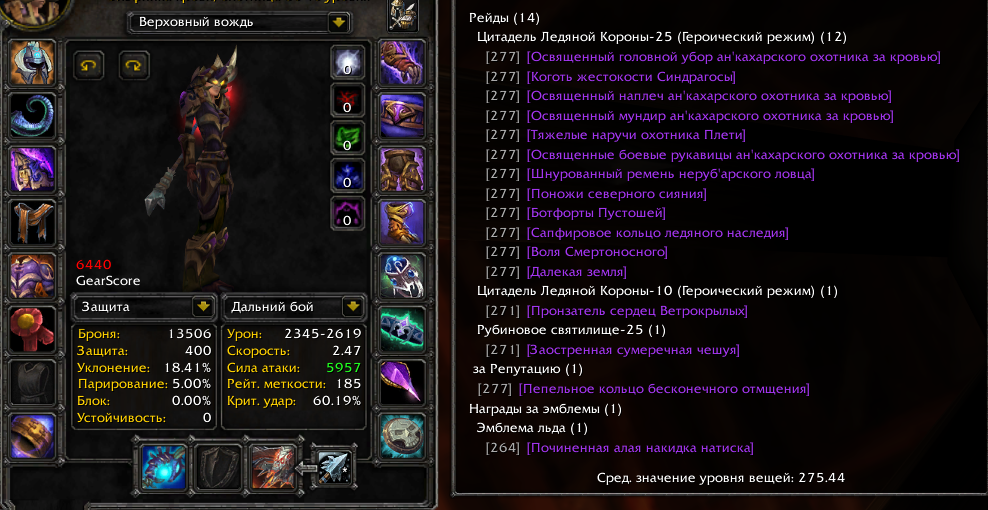 Верховный вождь
0
0
0
0
0
6440
GearScore
Защита
Броня: 13506
Защита: 400
Уклонение: 18.41%
Парирование: 5.00%
Блок: 0.00%
Устойчивость: 0
Дальний бой
Урон: 2345-2619
Скорость: 2.47
Сила атаки: 5957
Рейт. меткости: 185
Крит. удар: 60.19%
Рейды (14)
Цитадель Ледяной Короны-25 (Героический режим) (12)
[277] [Освященный головной убор ан'кахарского охотника за кровью]
[277] [Коготь жестокости Синдрагосы]
[277] [Освященный наплеч ан'кахарского охотника за кровью]
[277] [Освященный мундир ан'кахарского охотника за кровью]
[277] [Тяжелые наручи охотника Плети]
[277] [Освященные боевые рукавицы ан'кахарского охотника за кровью]
[277] [Шнурованный ремень неруб'арского ловца]
[277] [Поножи северного сияния]
[277] [Ботфорты Пустошей]
[277] [Сапфировое кольцо ледяного наследия]
[277] [Воля Смертоносного]
[277] [Далекая земля]
Цитадель Ледяной Короны-10 (Героический режим) (1)
[271] [Пронзатель сердец Ветрокрылых]
Рубиновое святилище-25 (1)
[271] [Заостренная сумеречная чешуя]
за Репутацию (1)
[277] [Пепельное кольцо бесконечного отмщения]
Награды за эмблемы (1)
Эмблема льда (1)
[264] [Починенная алая накидка натиска]
Сред. значение уровня вещей: 275.44